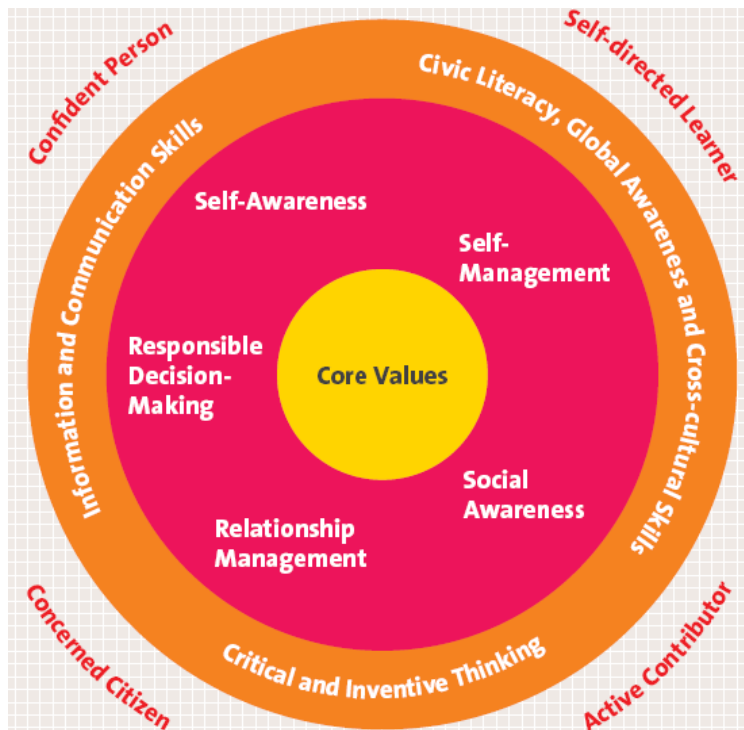 Confident Person
Self-directed Learner
Civic Literacy, Global Awareness and Cross-cultural Skills
Information and Communication Skills
Self-Awareness
Self-
Management
Responsible
Decision-
Making
Core Values
Social
Awareness
Relationship
Management
Critical and Inventive Thinking
Concerned Citizen
Active Contributor